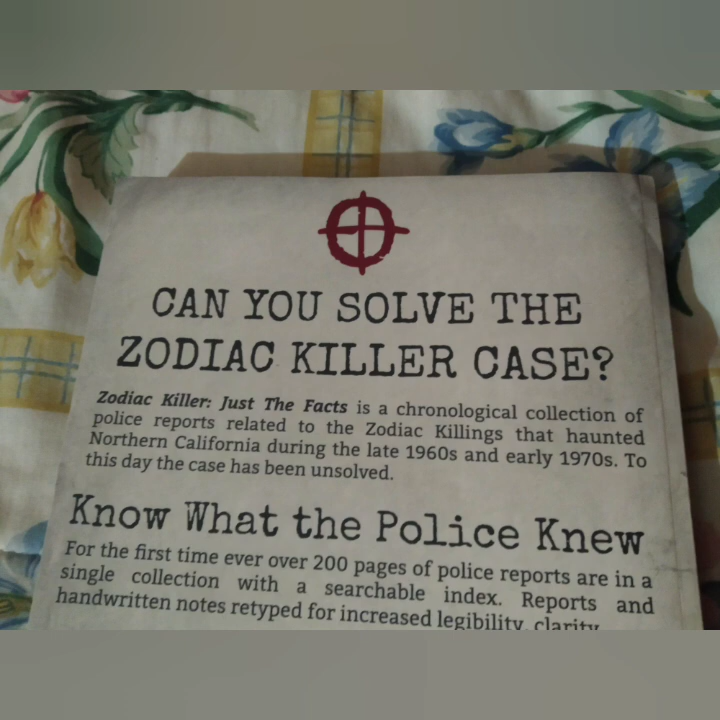 CAN YOU SOLVE THE
ZODIAC KILLER CASE?
Zodiac Killer: Just The Facts is a chronological collection of
police reports related to the Zodiac Killings that haunted
Northern California during the late 1960s and early 1970s. To
this day the case has been unsolved.
Know What the Police Knew
For the first time ever over 200 pages of police reports are in a
single collection with a searchable index. Reports and
handwritten notes retyped for increased legibility, clarity